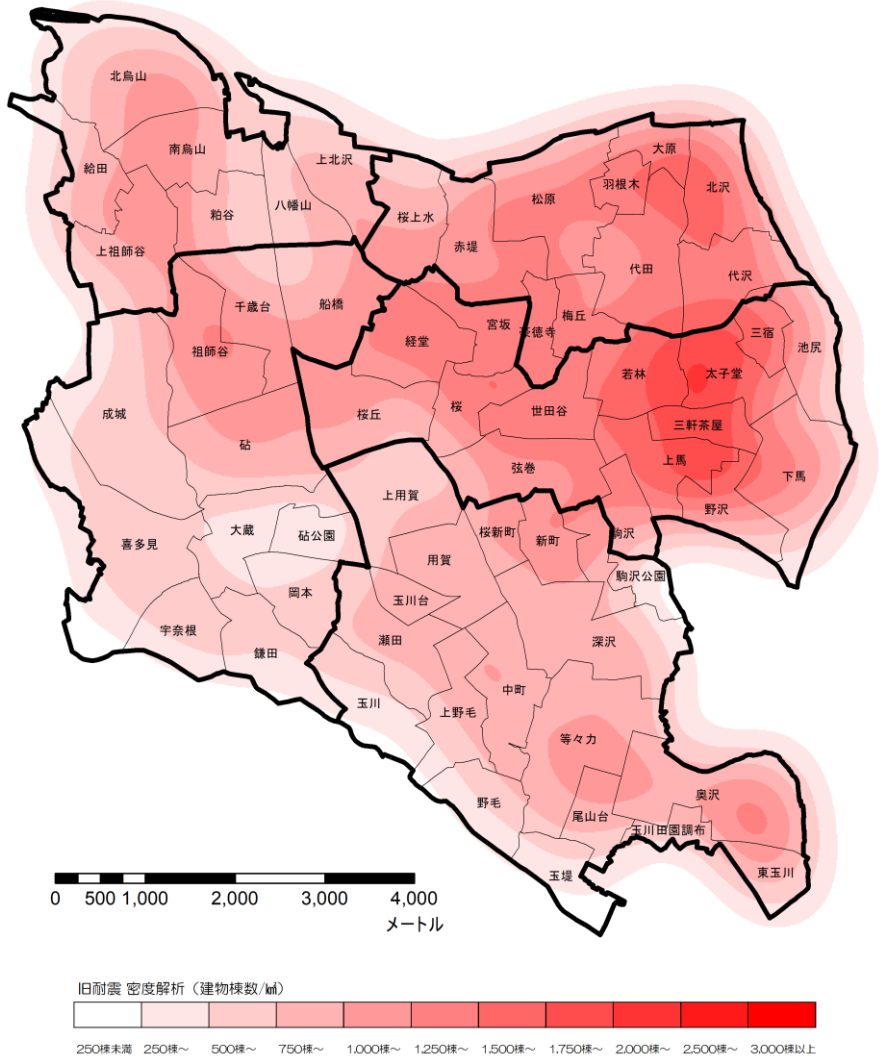 北烏山
南烏山
給田
上北沢
粕谷
八幡山
上祖師谷
桜上水
赤堤
松原
羽根木
大原
北沢
代田
代沢
梅丘
豪徳寺
宮坂
経堂
船橋
千歳台
祖師谷
三宿
池尻
若林
太子堂
三軒茶屋
上馬
下馬
野沢
成城
砧
桜丘
桜
世田谷
弦巻
上用賀
桜新町
新町
駒沢
駒沢公園
喜多見
大蔵
砧公園
岡本
用賀
玉川台
瀬田
宇奈根
鎌田
深沢
玉川
中町
上野毛
等々力
野毛
尾山台
奥沢
玉川田園調布
東玉川
玉堤
0 500 1,000 2,000 3,000 4,000
メートル
旧耐震 密度解析（建物棟数/㎢）
250棟未満 250棟～ 500棟～ 750棟～ 1,000棟～ 1,250棟～ 1,500棟～ 1,750棟～ 2,000棟～ 2,500棟～ 3,000棟以上